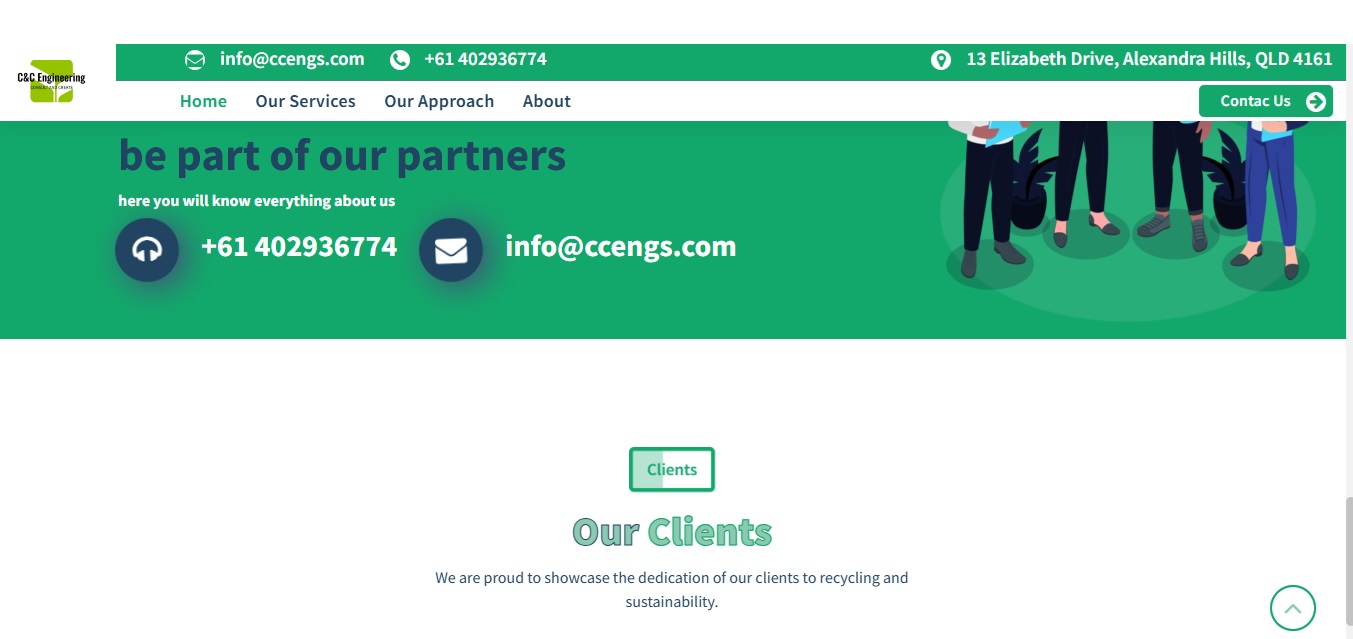 info@ccengs.com +61 402936774 13 Elizabeth Drive, Alexandra Hills, QLD 4161
C&C Engineering
CONSULT AND CREATE
Home Our Services Our Approach About Contac Us
be part of our partners
here you will know everything about us
+61 402936774 info@ccengs.com
Clients
Our Clients
We are proud to showcase the dedication of our clients to recycling and
sustainability.